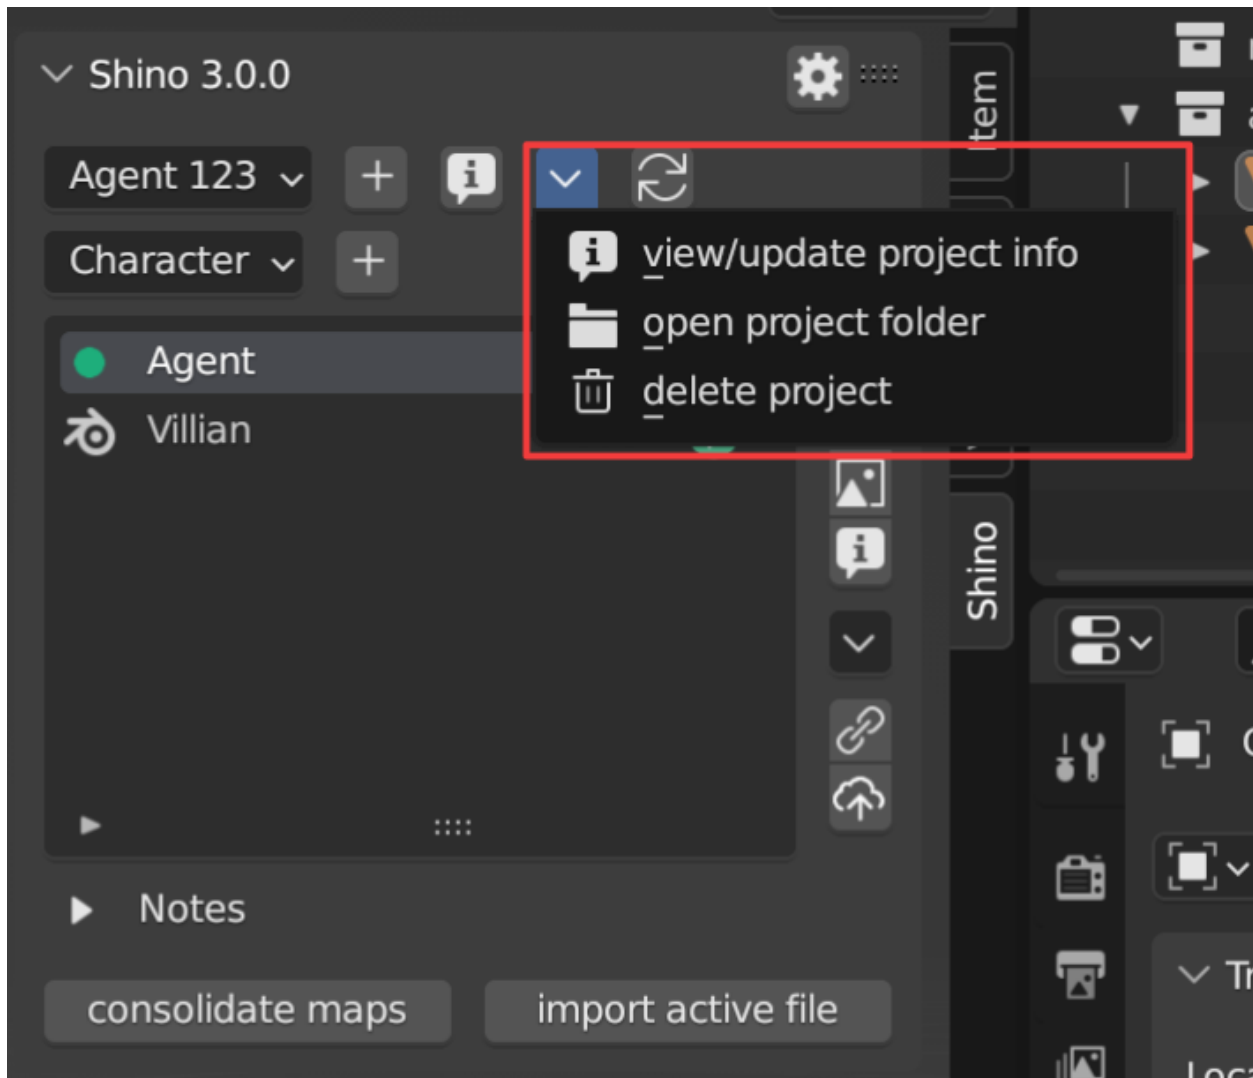 Shino 3.0.0
Item
Agent 123
view/update project info
Character
open project folder
Agent
delete project
Villian
Shino
Notes
consolidate maps
import active file